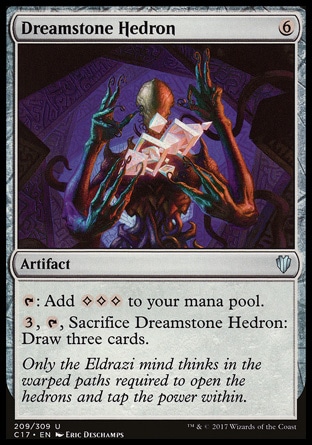 Dreamstone Hedron 6
Artifact
: Add ◇◇◇ to your mana pool.
3, , Sacrifice Dreamstone Hedron:
Draw three cards.
Only the Eldrazi mind thinks in the
warped paths required to open the
hedrons and tap the power within.
209/309 U
C17 • EN Eric Deschamps
™ & © 2017 Wizards of the Coast